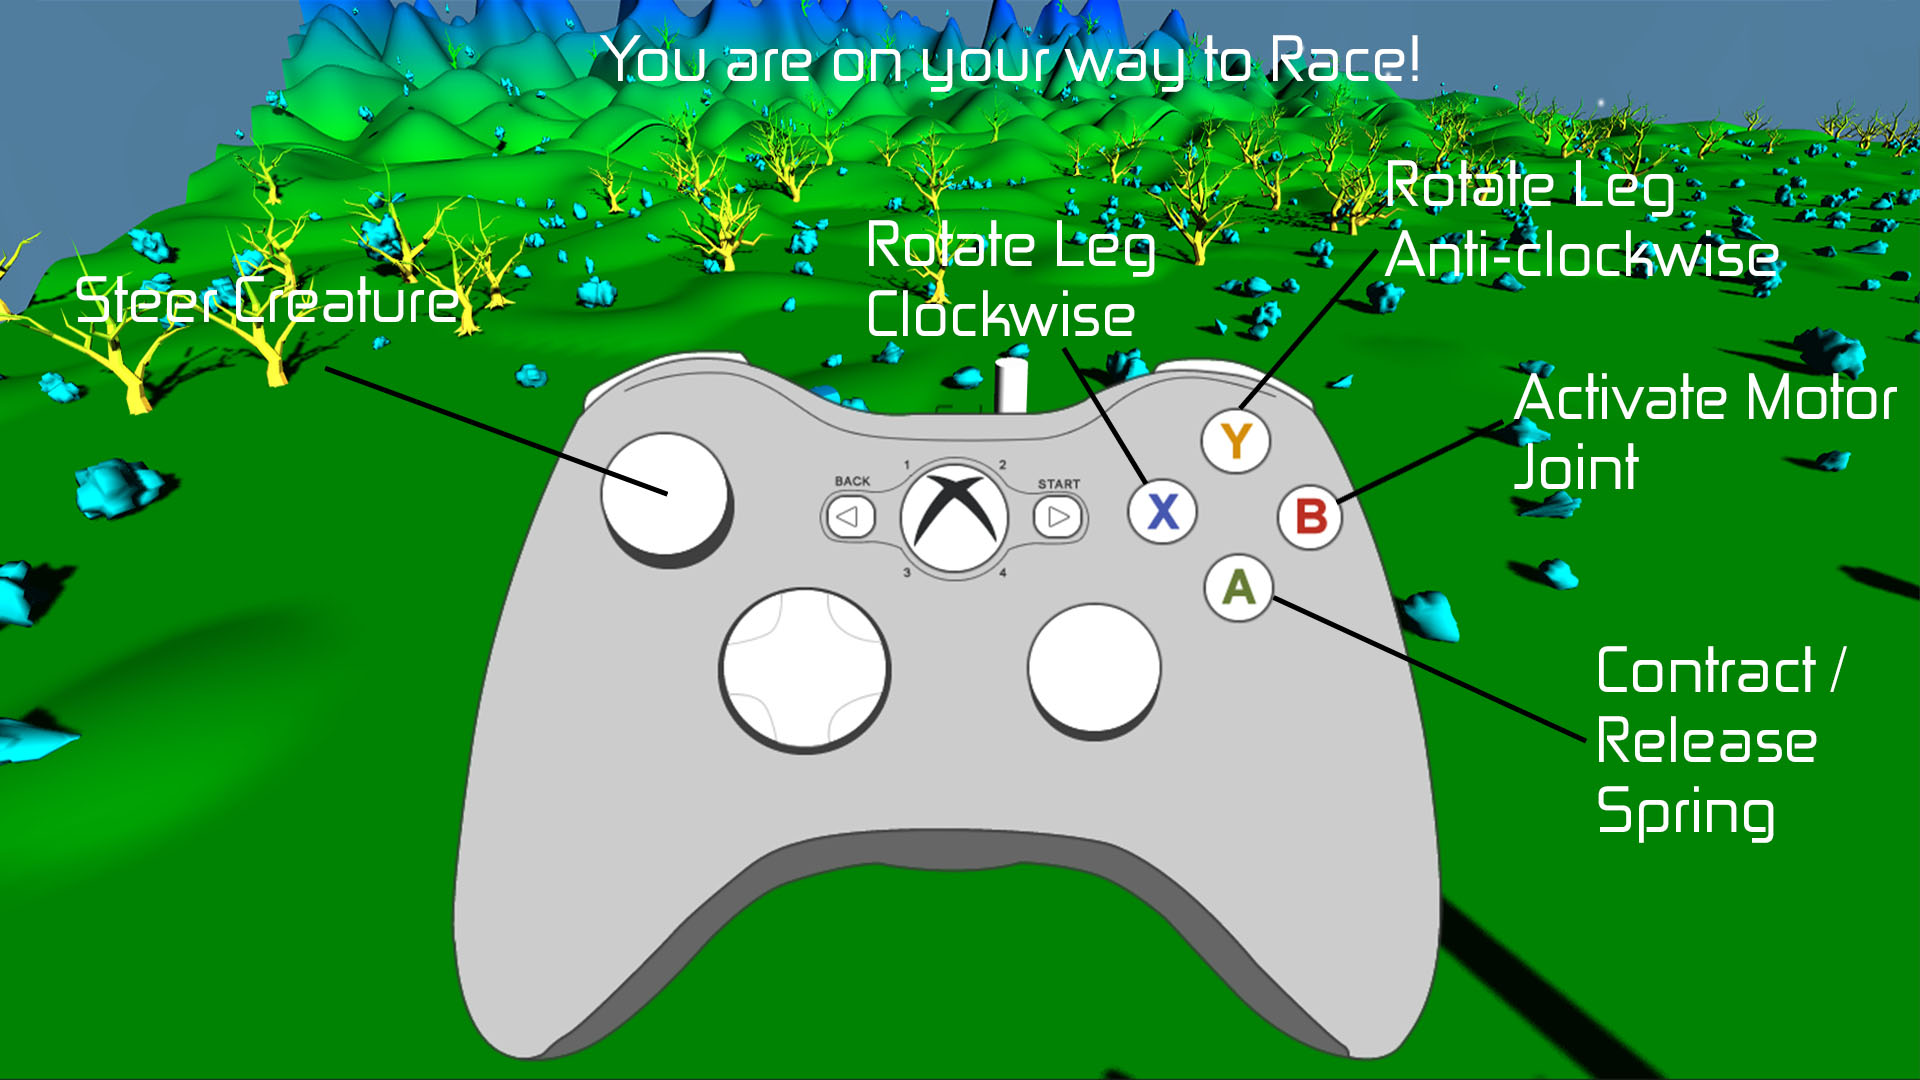 You are on your way to Race!
Rotate Leg
Anti-clockwise
Rotate Leg
Clockwise
Steer Creature
Activate Motor
Joint
Y
1
2
BACK
START
X
B
3
4
A
Contract /
Release
Spring